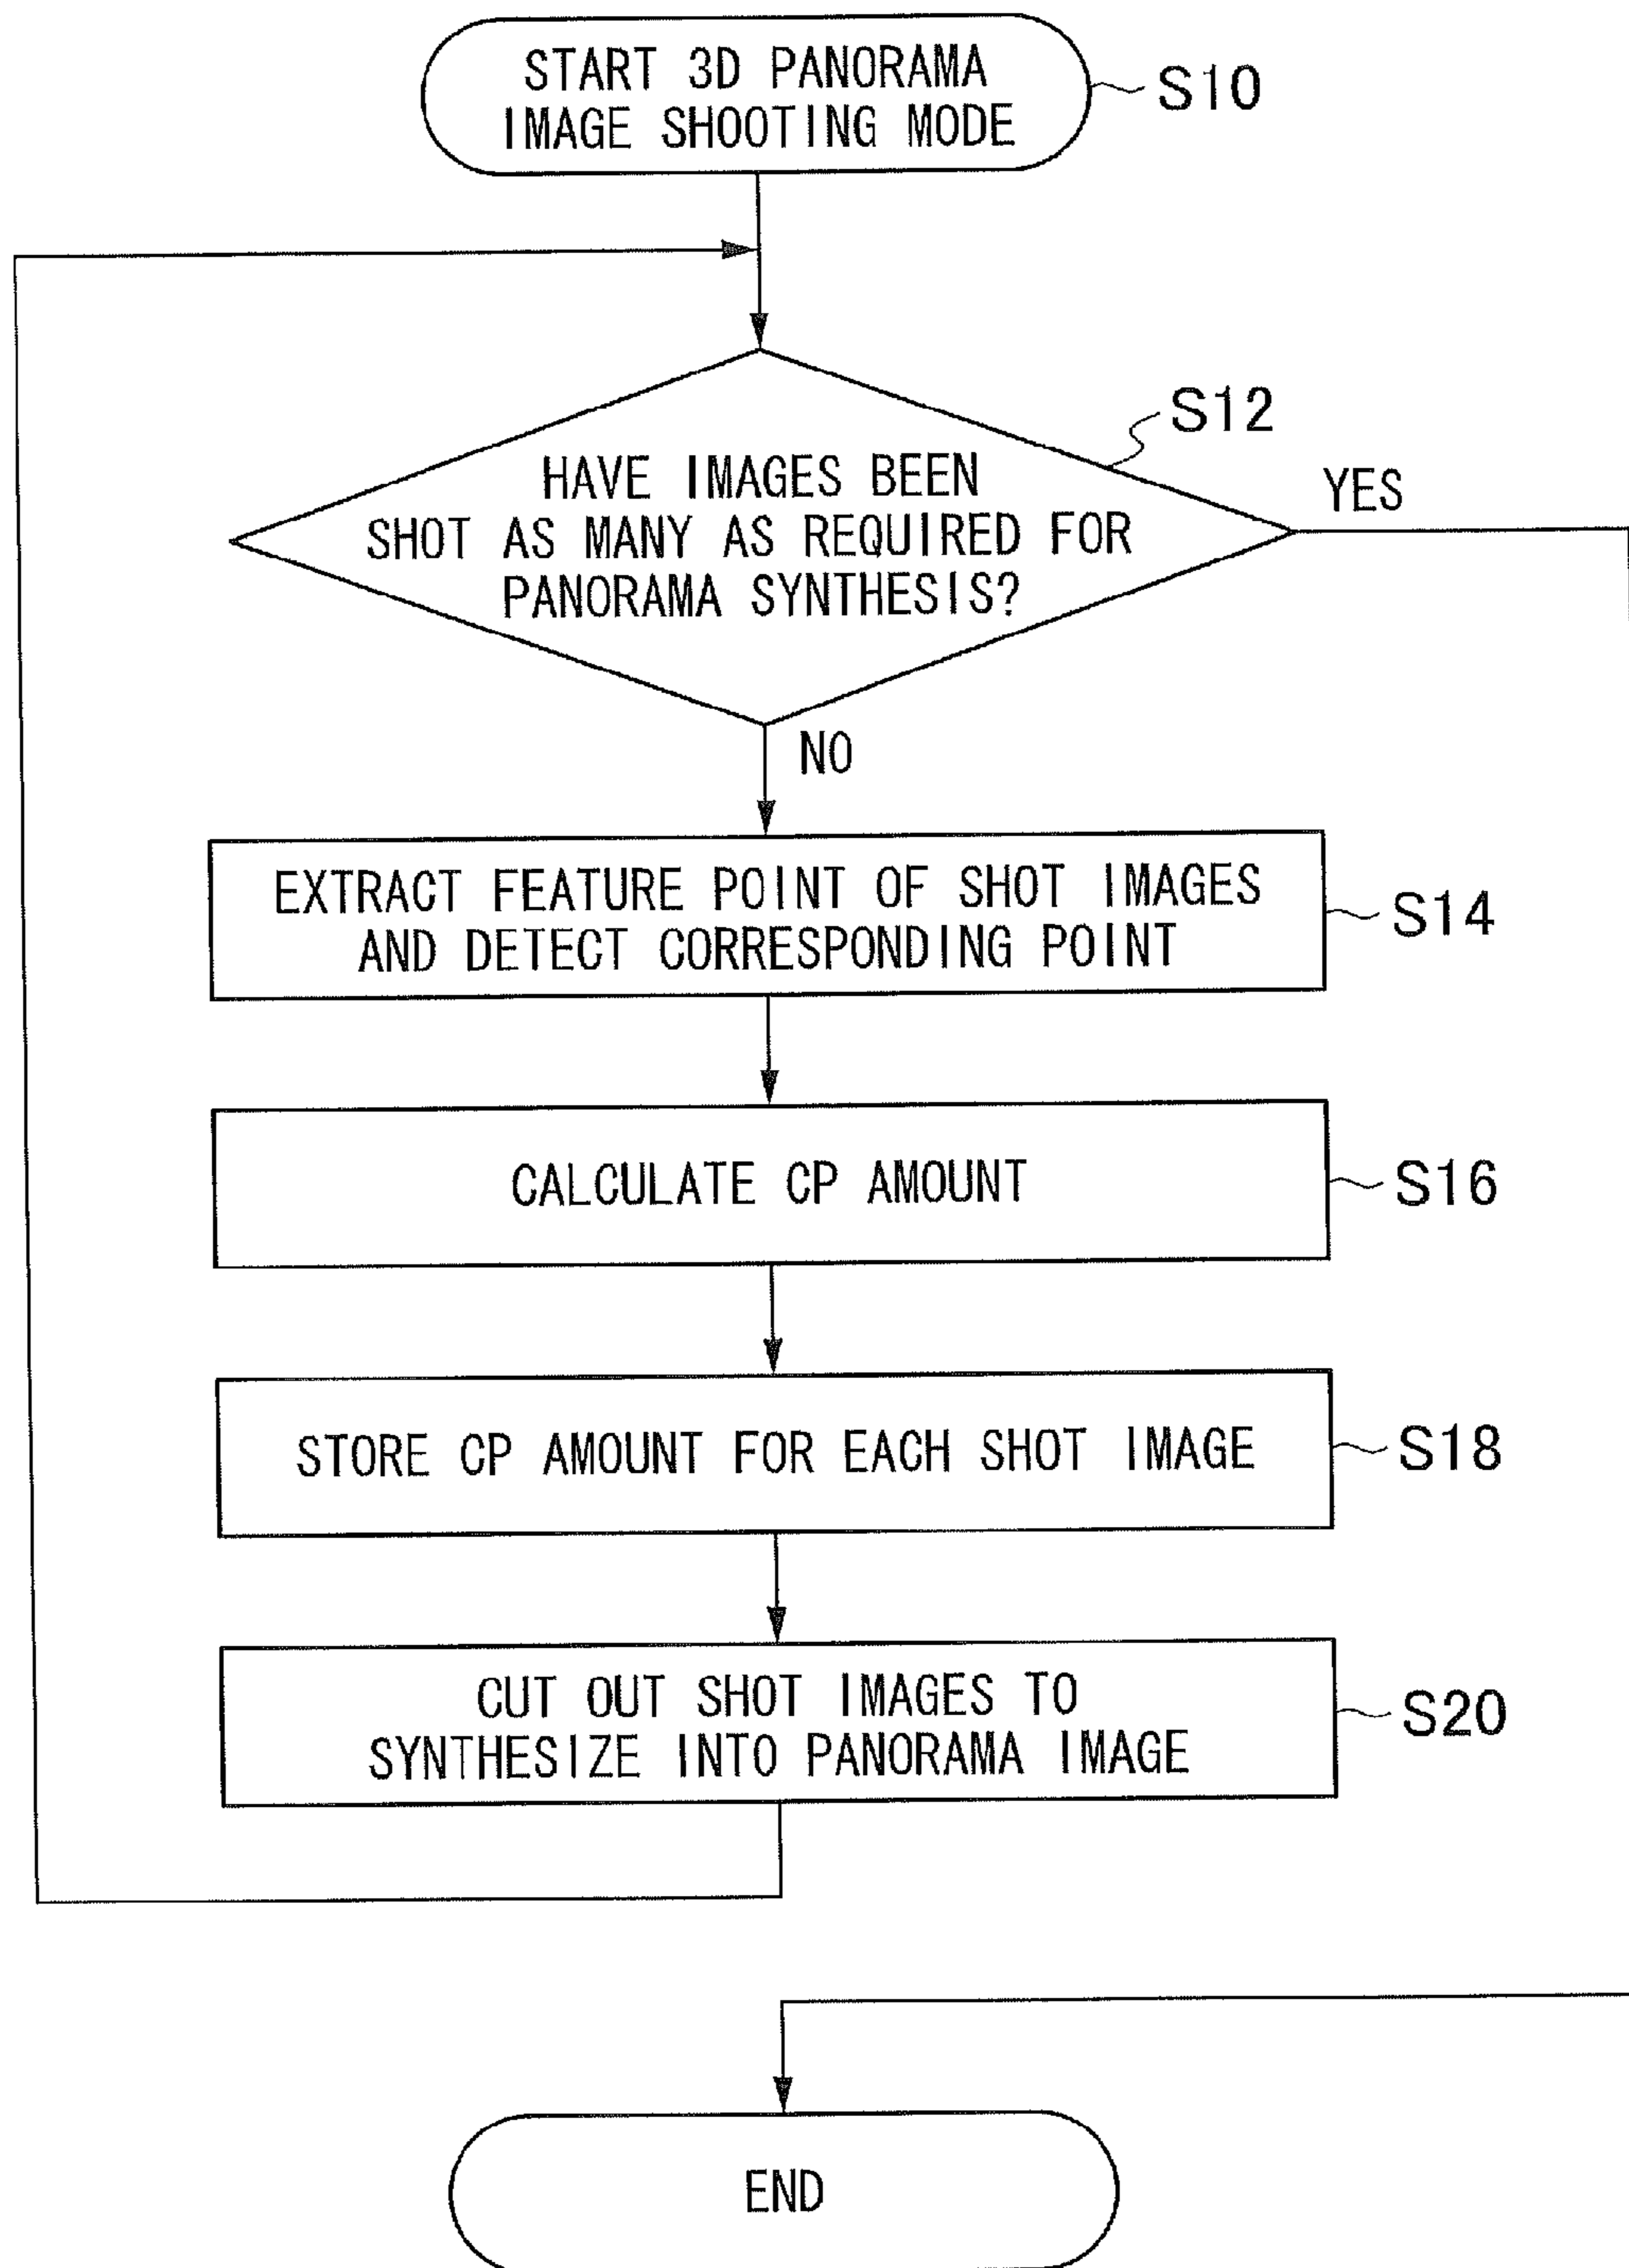 START 3D PANORAMA
IMAGE SHOOTING MODE
S10
S12
HAVE IMAGES BEEN
SHOT AS MANY AS REQUIRED FOR
PANORAMA SYNTHESIS?
YES
NO
EXTRACT FEATURE POINT OF SHOT IMAGES
AND DETECT CORRESPONDING POINT
S14
CALCULATE CP AMOUNT
S16
STORE CP AMOUNT FOR EACH SHOT IMAGE
S18
CUT OUT SHOT IMAGES TO
SYNTHESIZE INTO PANORAMA IMAGE
S20
END